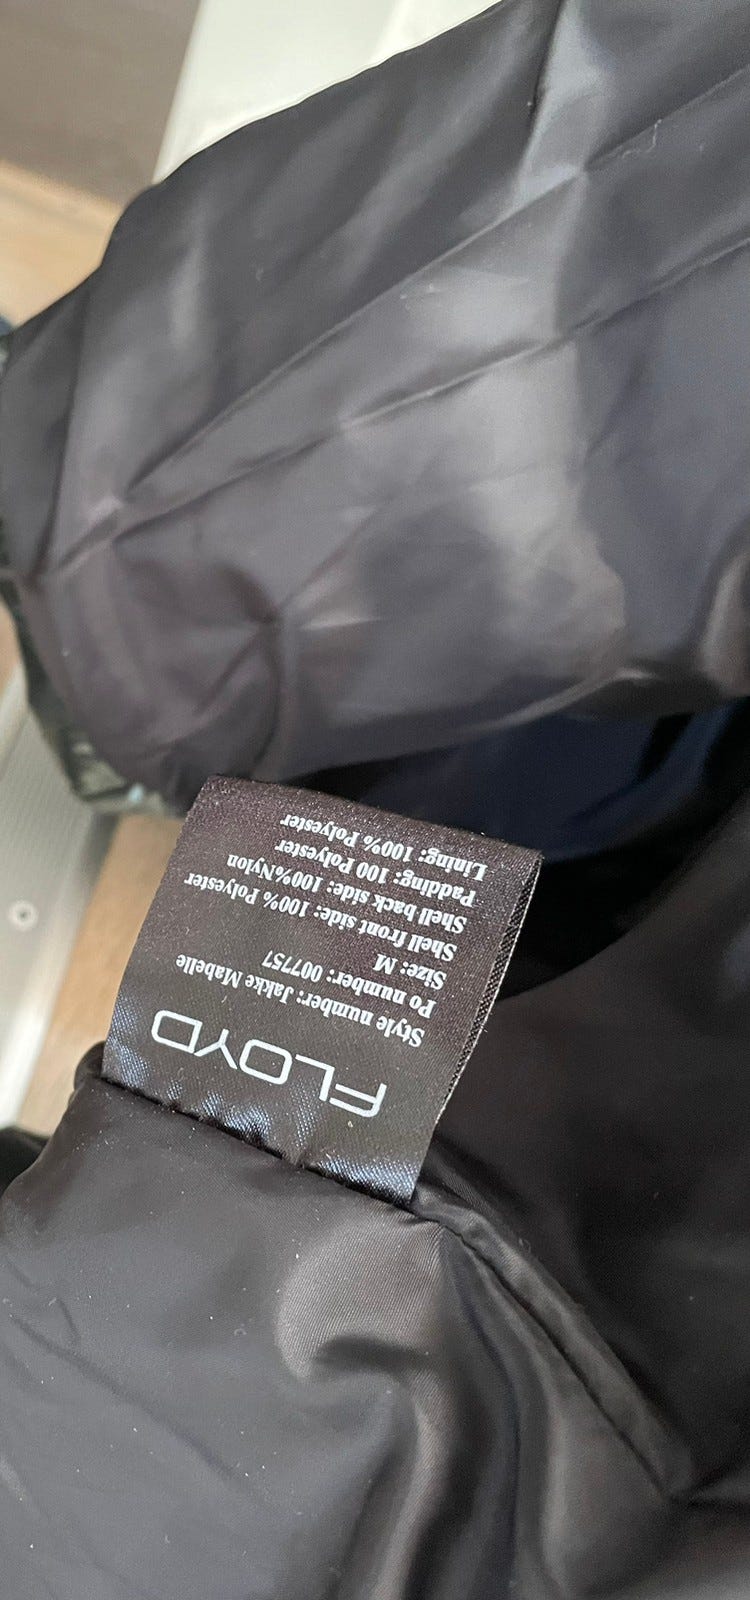 FLOYD
Style number: Jakke Mabelle
Po number: 007757
Size: M
Shell front side: 100% Polyester
Shell back side: 100%Nylon
Padding: 100 Polyester
Lining: 100% Polyester